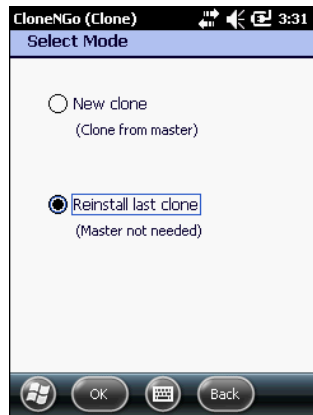 CloneNGo (Clone) 3:31
Select Mode
New clone
(Clone from master)
Reinstall last clone
(Master not needed)
OK Back